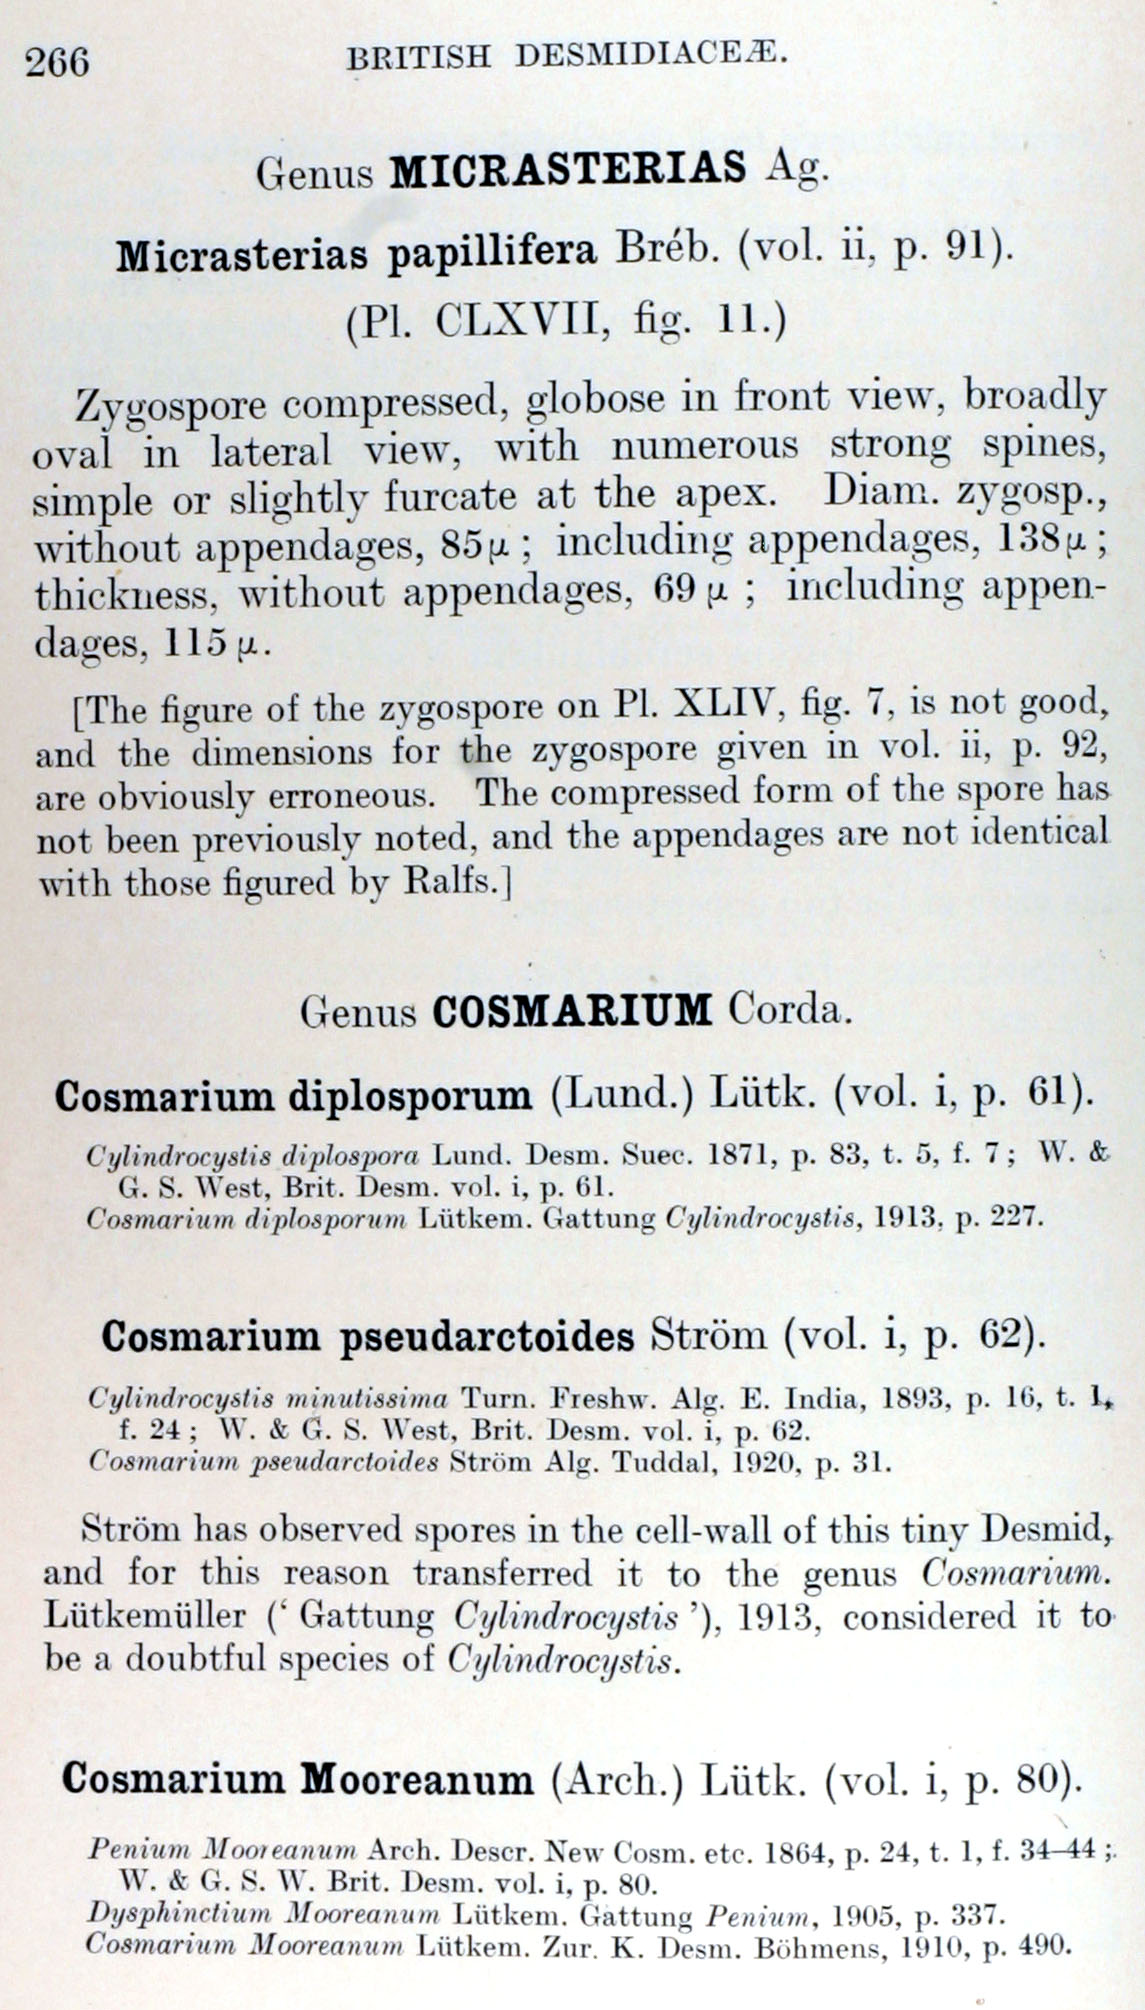 266 BRITISH DESMIDIACEÆ.
Genus MICRASTERIAS Ag.
Micrasterias papillifera Bréb. (vol. ii, p. 91).
(Pl. CLXVII, fig. 11.)
Zygospore compressed, globose in front view, broadly
oval in lateral view, with numerous strong spines,
simple or slightly furcate at the apex. Diam. zygosp.,
without appendages, 85 μ ; including appendages, 138 μ ;
thickness, without appendages, 69 μ ; including appen-
dages, 115 μ.
[The figure of the zygospore on Pl. XLIV, fig. 7, is not good,
and the dimensions for the zygospore given in vol. ii, p. 92,
are obviously erroneous. The compressed form of the spore has
not been previously noted, and the appendages are not identical
with those figured by Ralfs.]
Genus COSMARIUM Corda.
Cosmarium diplosporum (Lund.) Lütk. (vol. i, p. 61).
Cylindrocystis diplospora Lund. Desm. Suec. 1871, p. 83, t. 5, f. 7 ; W. &
G. S. West, Brit. Desm. vol. i, p. 61.
Cosmarium diplosporum Lütkem. Gattung Cylindrocystis, 1913, p. 227.
Cosmarium pseudarctoides Ström (vol. i, p. 62).
Cylindrocystis minutissima Turn. Freshw. Alg. E. India, 1893, p. 16, t. 1,
f. 24 ; W. & G. S. West, Brit. Desm. vol. i, p. 62.
Cosmarium pseudarctoides Ström Alg. Tuddal, 1920, p. 31.
Ström has observed spores in the cell-wall of this tiny Desmid,
and for this reason transferred it to the genus Cosmarium.
Lütkemüller (‘ Gattung Cylindrocystis ’), 1913, considered it to
be a doubtful species of Cylindrocystis.
Cosmarium Mooreanum (Arch.) Lütk. (vol. i, p. 80).
Penium Mooreanum Arch. Descr. New Cosm. etc. 1864, p. 24, t. 1, f. 34–44 ;
W. & G. S. W. Brit. Desm. vol. i, p. 80.
Dysphinctium Mooreanum Lütkem. Gattung Penium, 1905, p. 337.
Cosmarium Mooreanum Lütkem. Zur. K. Desm. Böhmens, 1910, p. 490.